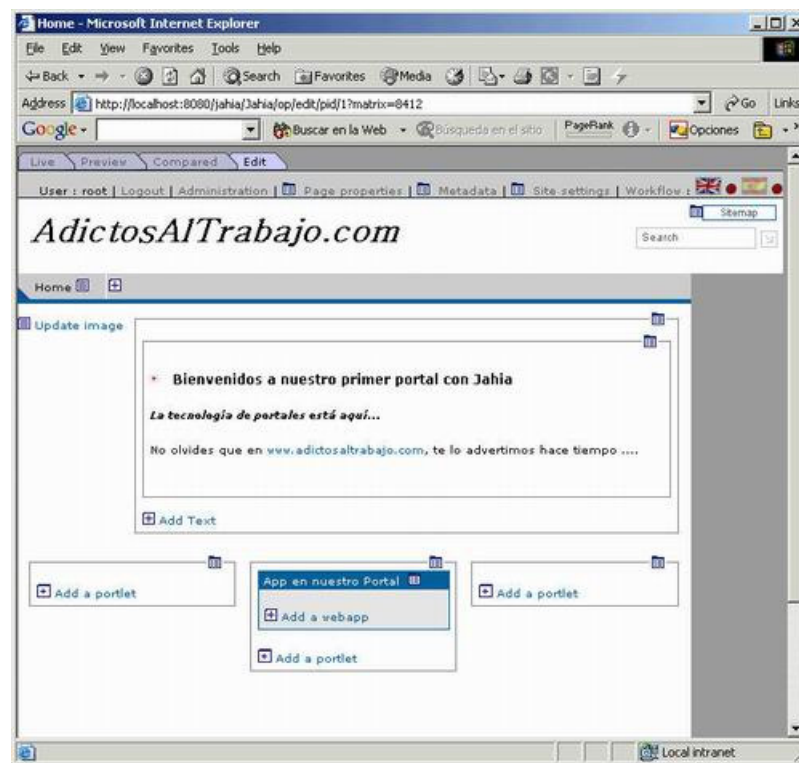 Home - Microsoft Internet Explorer
File Edit View Favorites Tools Help
Back Search Favorites Media
Address http://localhost:8080/jahia/Jahia/op/edit/pid/1?matrix=8412 Go Links
Google Buscar en la Web Búsqueda en el sitio PageRank Opciones
Live Preview Compared Edit
User : root | Logout | Administration | Page properties | Metadata | Site settings | Workflow :
Sitemap
AdictosAlTrabajo.com
Search
Home
Update image
Bienvenidos a nuestro primer portal con Jahia
La tecnología de portales está aquí...
No olvides que en www.adictosaltrabajo.com, te lo advertimos hace tiempo ....
Add Text
App en nuestro Portal
Add a portlet
Add a portlet
Add a webapp
Add a portlet
Local intranet